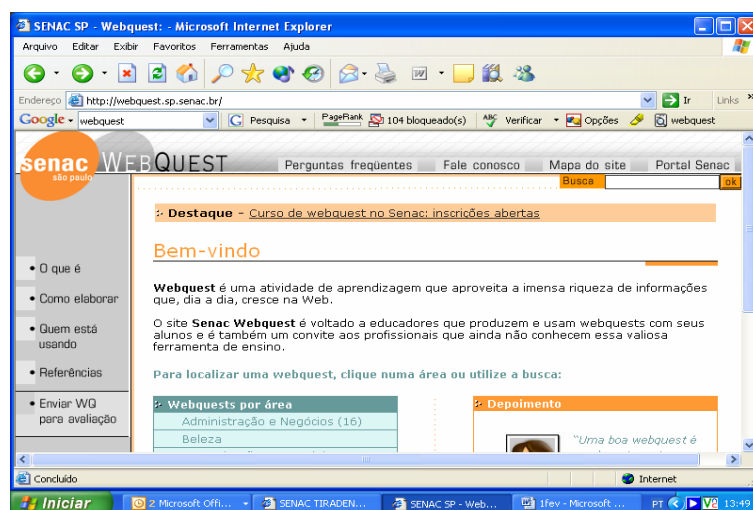 SENAC SP - Webquest: - Microsoft Internet Explorer
Arquivo Editar Exibir Favoritos Ferramentas Ajuda
Endereço http://webquest.sp.senac.br/ Ir Links »
Google webquest Pesquisa PageRank 104 bloqueado(s) ABC Verificar Opções webquest
senac são paulo WEBQUEST
Perguntas freqüentes Fale conosco Mapa do site Portal Senac
Busca ok
Destaque - Curso de webquest no Senac: inscrições abertas
Bem-vindo
• O que é
• Como elaborar
• Quem está
usando
• Referências
• Enviar WQ
para avaliação
Webquest é uma atividade de aprendizagem que aproveita a imensa riqueza de informações
que, dia a dia, cresce na Web.
O site Senac Webquest é voltado a educadores que produzem e usam webquests com seus
alunos e é também um convite aos profissionais que ainda não conhecem essa valiosa
ferramenta de ensino.
Para localizar uma webquest, clique numa área ou utilize a busca:
Webquests por área
Administração e Negócios (16)
Beleza
Depoimento
"Uma boa webquest é
Concluído Internet
Iniciar 2 Microsoft Offi... SENAC TIRADEN... SENAC SP - Web... 1fev - Microsoft ... PT 13:49